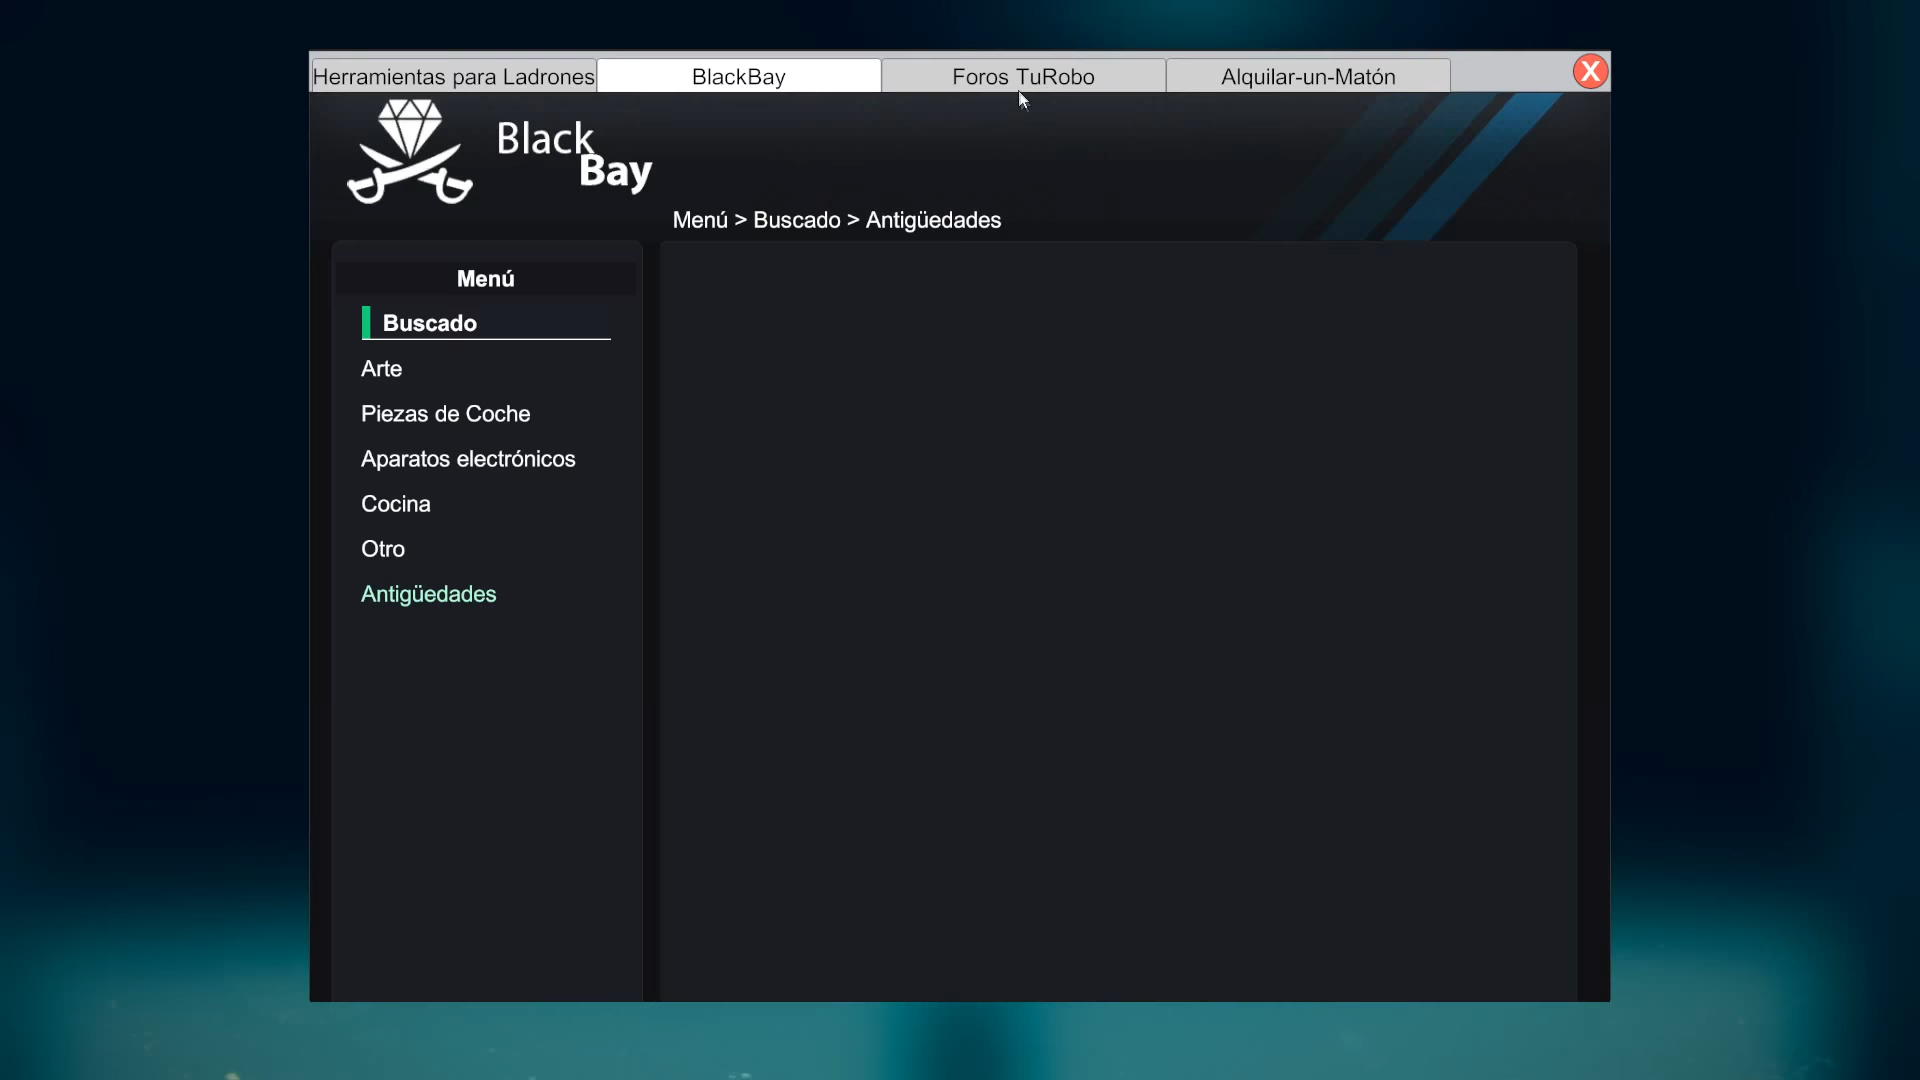 Herramientas para Ladrones
BlackBay
Foros TuRobo
Alquilar-un-Matón
X
Black
Bay
Menú > Buscado > Antigüedades
Menú
Buscado
Arte
Piezas de Coche
Aparatos electrónicos
Cocina
Otro
Antigüedades